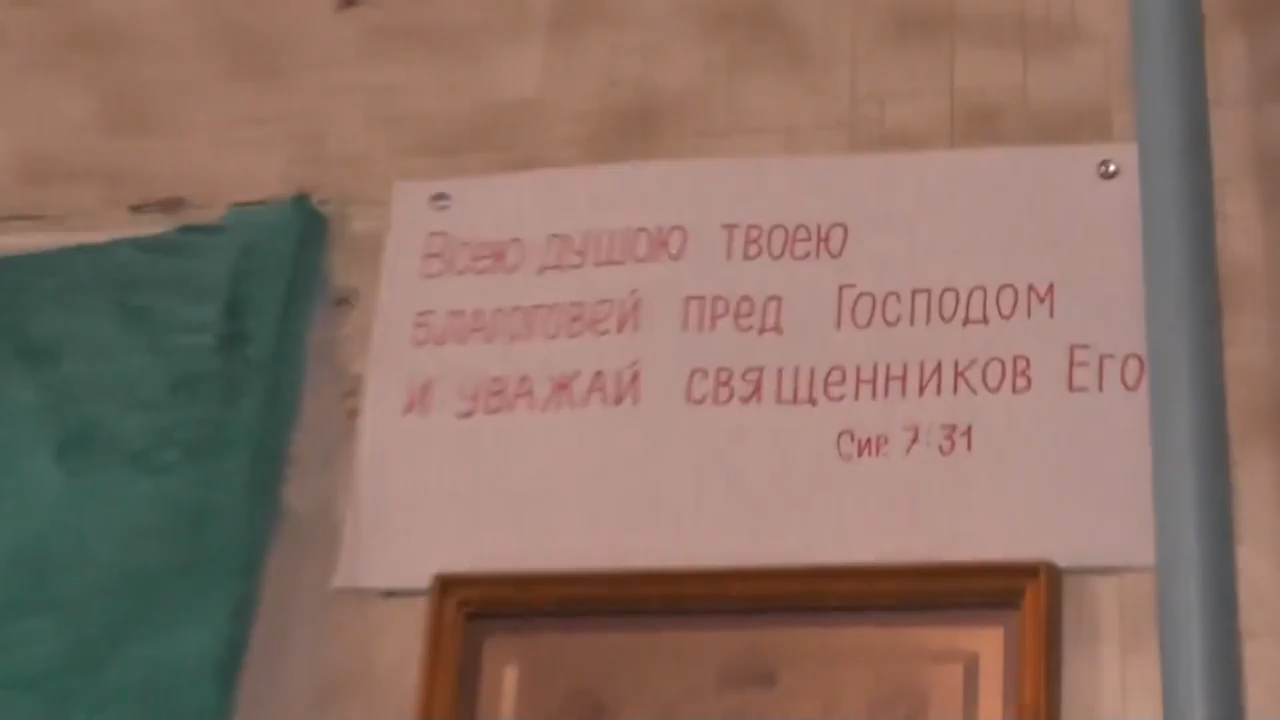 Всею душою твоею
благоговей пред Господом
и уважай священников Его
Сир. 7:31